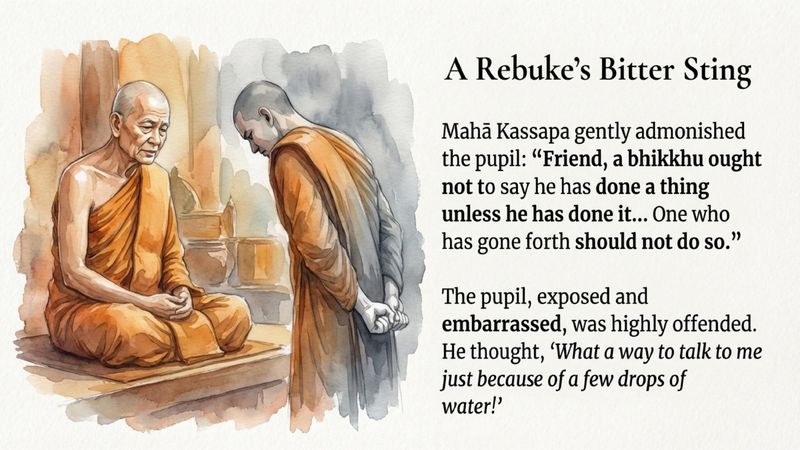 A Rebuke’s Bitter Sting
Mahā Kassapa gently admonished
the pupil: “Friend, a bhikkhu ought
not to say he has done a thing
unless he has done it... One who
has gone forth should not do so.”
The pupil, exposed and
embarrassed, was highly offended.
He thought, ‘What a way to talk to me
just because of a few drops of
water!’